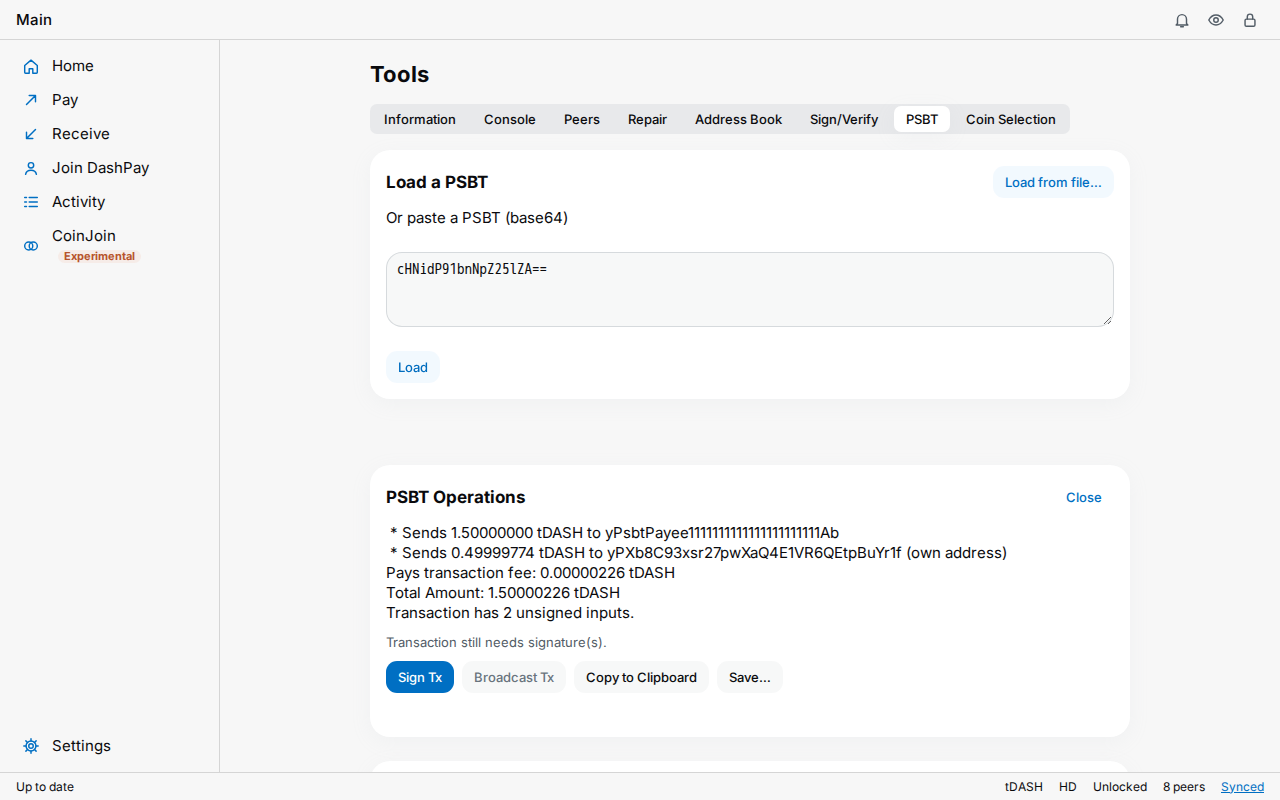 Main
Home
Pay
Receive
Join DashPay
Activity
CoinJoin
Experimental
Settings
Tools
Information
Console
Peers
Repair
Address Book
Sign/Verify
PSBT
Coin Selection
Load a PSBT
Load from file...
Or paste a PSBT (base64)
cHNidP91bnNpZ25lZA==
Load
PSBT Operations
Close
* Sends 1.50000000 tDASH to yPsbtPayee1111111111111111111111Ab
* Sends 0.49999774 tDASH to yPXb8C93xsr27pwXaQ4E1VR6QEtpBuYr1f (own address)
Pays transaction fee: 0.00000226 tDASH
Total Amount: 1.50000226 tDASH
Transaction has 2 unsigned inputs.
Transaction still needs signature(s).
Sign Tx
Broadcast Tx
Copy to Clipboard
Save...
Up to date
tDASH
HD
Unlocked
8 peers
Synced